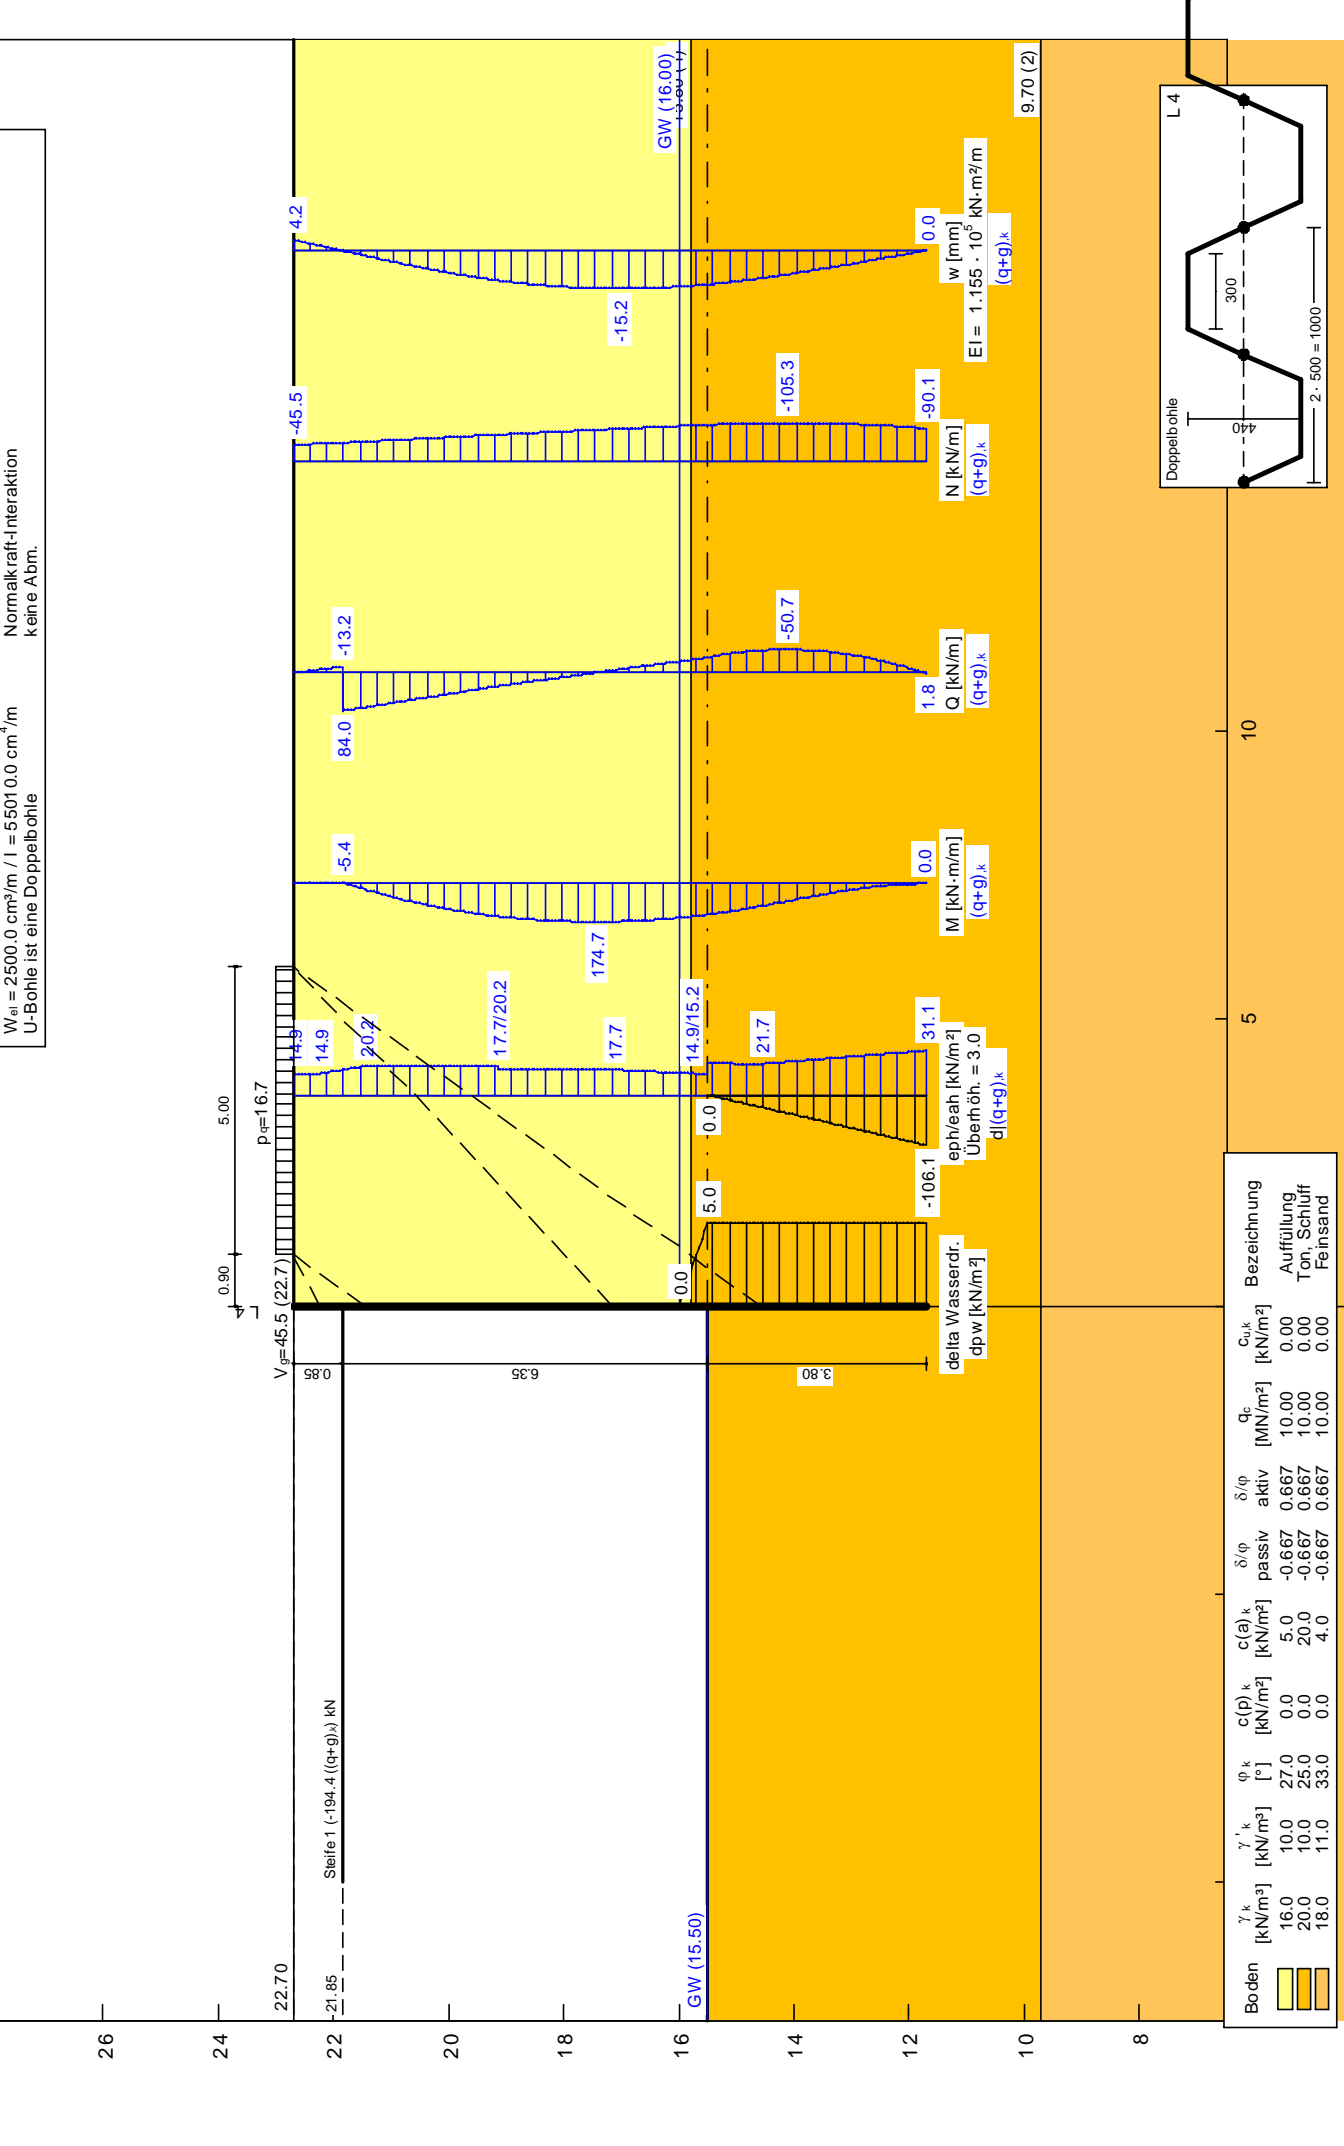 Wel = 2500.0 cm³/m / I = 55010.0 cm⁴/m
U-Bohle ist eine Doppelbohle
Normalkraft-Interaktion
keine Abm.
5.00
0.90
pq=16.7
Vg=45.5 (22.7)
L 4
22.70
21.85
Steife 1 (-194.4 ((q+g),k) kN
GW (15.50)
GW (16.00)
9.70 (2)
0.85
6.35
3.80
0.0
5.0
delta Wasserdr.
dpw [kN/m²]
14.9
14.9
20.2
17.7/20.2
17.7
14.9/15.2
21.7
31.1
0.0
-106.1
eph/eah [kN/m²]
Überhöh. = 3.0
d|(q+g),k
-5.4
174.7
0.0
M [kN·m/m]
(q+g),k
-13.2
84.0
-50.7
1.8
Q [kN/m]
(q+g),k
-45.5
-105.3
-90.1
N [kN/m]
(q+g),k
4.2
-15.2
0.0
w [mm]
EI = 1.155 · 10⁵ kN·m²/m
(q+g),k
26
24
22
20
18
16
14
12
10
8
5
10
Doppelbohle
L 4
440
300
2 · 500 = 1000
Boden γk [kN/m³] γ'k [kN/m³] φk [°] c(p)k [kN/m²] c(a)k [kN/m²] δ/φ passiv δ/φ aktiv qc [MN/m²] cu,k [kN/m²] Bezeichnung
16.0 10.0 27.0 0.0 5.0 -0.667 0.667 10.00 0.00 Auffüllung
20.0 10.0 25.0 0.0 20.0 -0.667 0.667 10.00 0.00 Ton, Schluff
18.0 11.0 33.0 0.0 4.0 -0.667 0.667 10.00 0.00 Feinsand